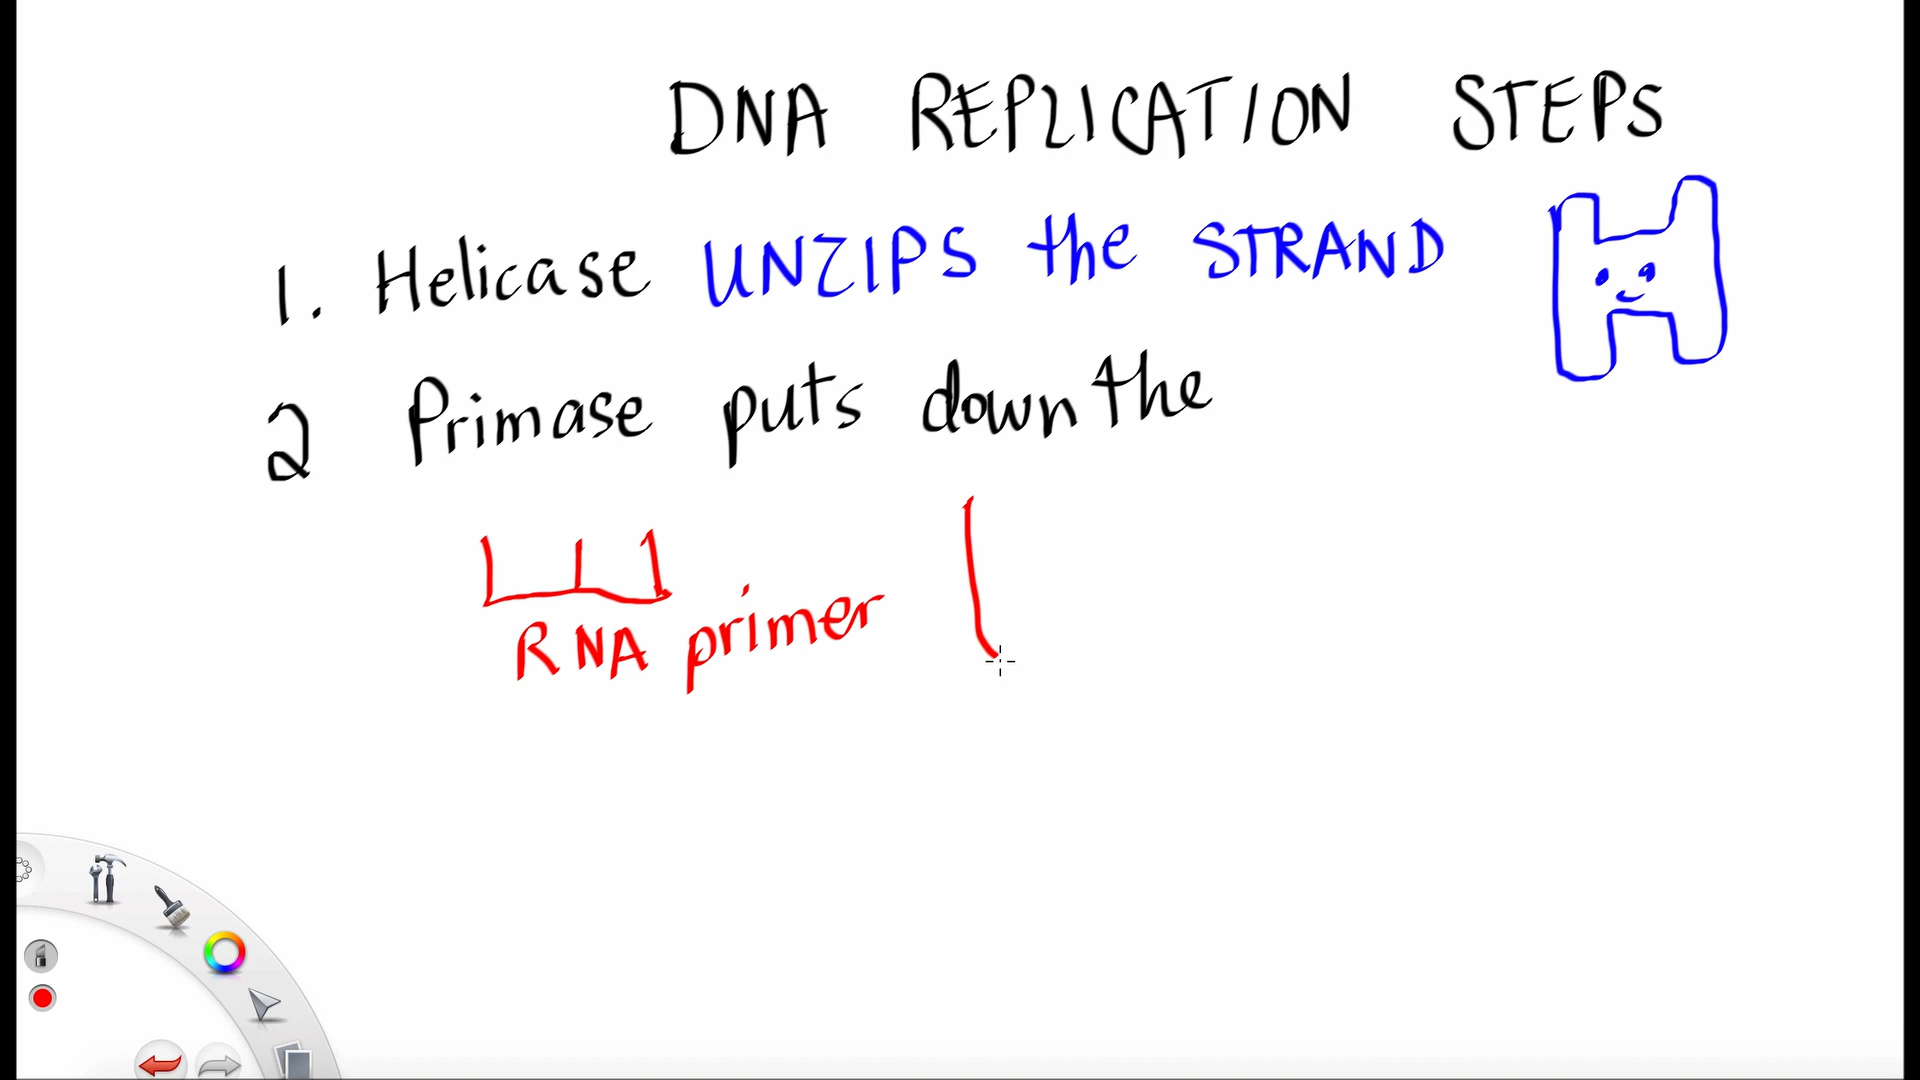 DNA REPLICATION STEPS
1. Helicase UNZIPS the STRAND
2 Primase puts down the
RNA primer